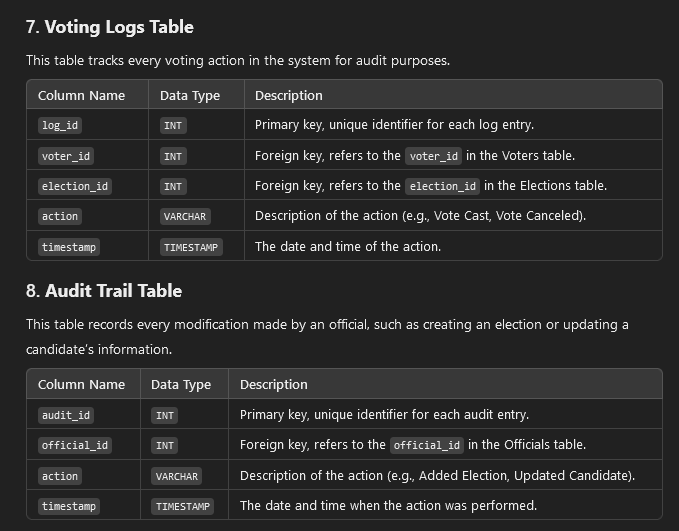 7. Voting Logs Table
This table tracks every voting action in the system for audit purposes.
Column Name Data Type Description
log_id INT Primary key, unique identifier for each log entry.
voter_id INT Foreign key, refers to the voter_id in the Voters table.
election_id INT Foreign key, refers to the election_id in the Elections table.
action VARCHAR Description of the action (e.g., Vote Cast, Vote Canceled).
timestamp TIMESTAMP The date and time of the action.
8. Audit Trail Table
This table records every modification made by an official, such as creating an election or updating a
candidate’s information.
Column Name Data Type Description
audit_id INT Primary key, unique identifier for each audit entry.
official_id INT Foreign key, refers to the official_id in the Officials table.
action VARCHAR Description of the action (e.g., Added Election, Updated Candidate).
timestamp TIMESTAMP The date and time when the action was performed.